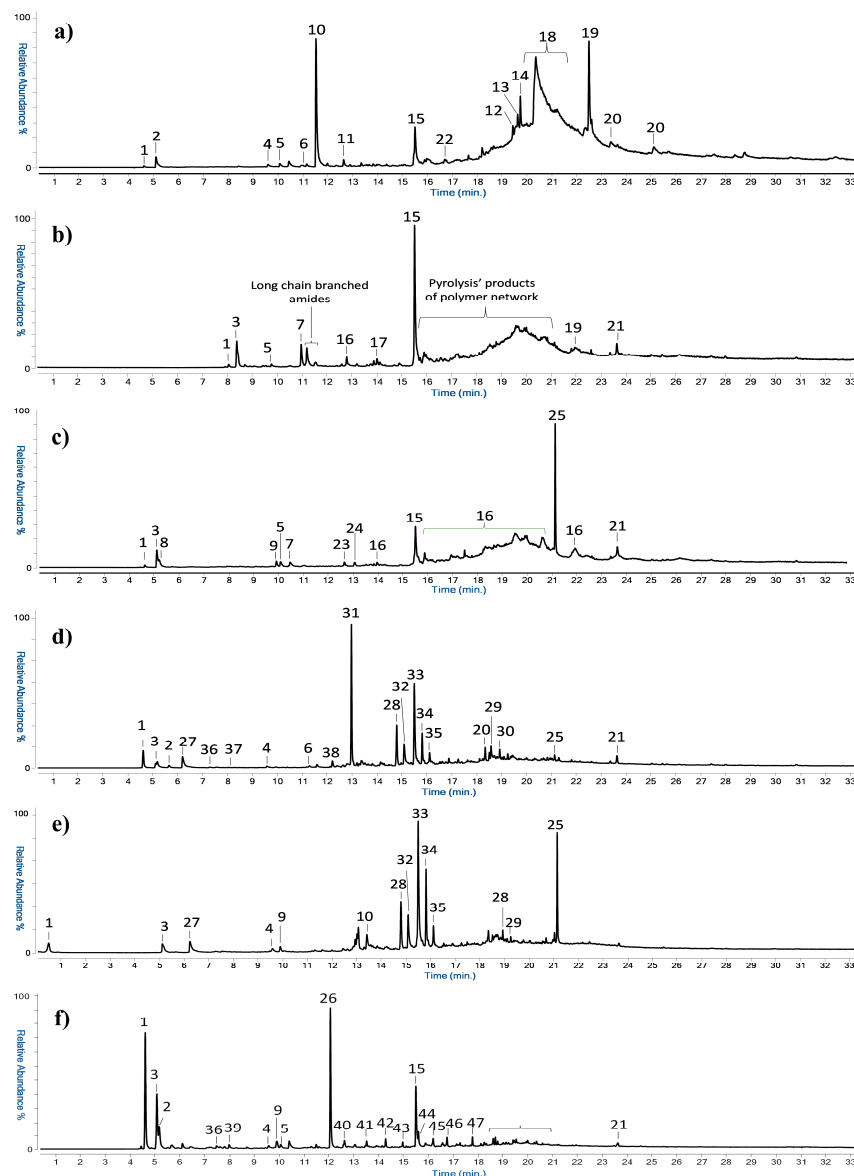 a)
100
Relative Abundance %
0
1 2 4 5 6 10 11 15 22 12 13 14 18 19 20 20
1 2 3 4 5 6 7 8 9 10 11 12 13 14 15 16 17 18 19 20 21 22 23 24 25 26 27 28 29 30 31 32 33
Time (min.)
b)
100
Relative Abundance %
0
Long chain branched
amides
Pyrolysis’ products
of polymer network
1 3 5 7 16 17 15 19 21
1 2 3 4 5 6 7 8 9 10 11 12 13 14 15 16 17 18 19 20 21 22 23 24 25 26 27 28 29 30 31 32 33
Time (min.)
c)
100
Relative Abundance %
0
1 3 8 9 5 7 23 24 16 15 16 25 16 21
1 2 3 4 5 6 7 8 9 10 11 12 13 14 15 16 17 18 19 20 21 22 23 24 25 26 27 28 29 30 31 32 33
Time (min.)
d)
100
Relative Abundance %
0
1 3 2 27 36 37 4 6 38 31 28 32 33 34 35 20 29 30 25 21
1 2 3 4 5 6 7 8 9 10 11 12 13 14 15 16 17 18 19 20 21 22 23 24 25 26 27 28 29 30 31 32 33
Time (min.)
e)
100
Relative Abundance %
0
1 3 27 4 9 10 28 32 33 34 35 28 29 25
1 2 3 4 5 6 7 8 9 10 11 12 13 14 15 16 17 18 19 20 21 22 23 24 25 26 27 28 29 30 31 32 33
Time (min.)
f)
100
Relative Abundance %
0
1 3 2 36 39 4 9 5 26 40 41 42 43 15 44 45 46 47 21
1 2 3 4 5 6 7 8 9 10 11 12 13 14 15 16 17 18 19 20 21 22 23 24 25 26 27 28 29 30 31 32 33
Time (min.)